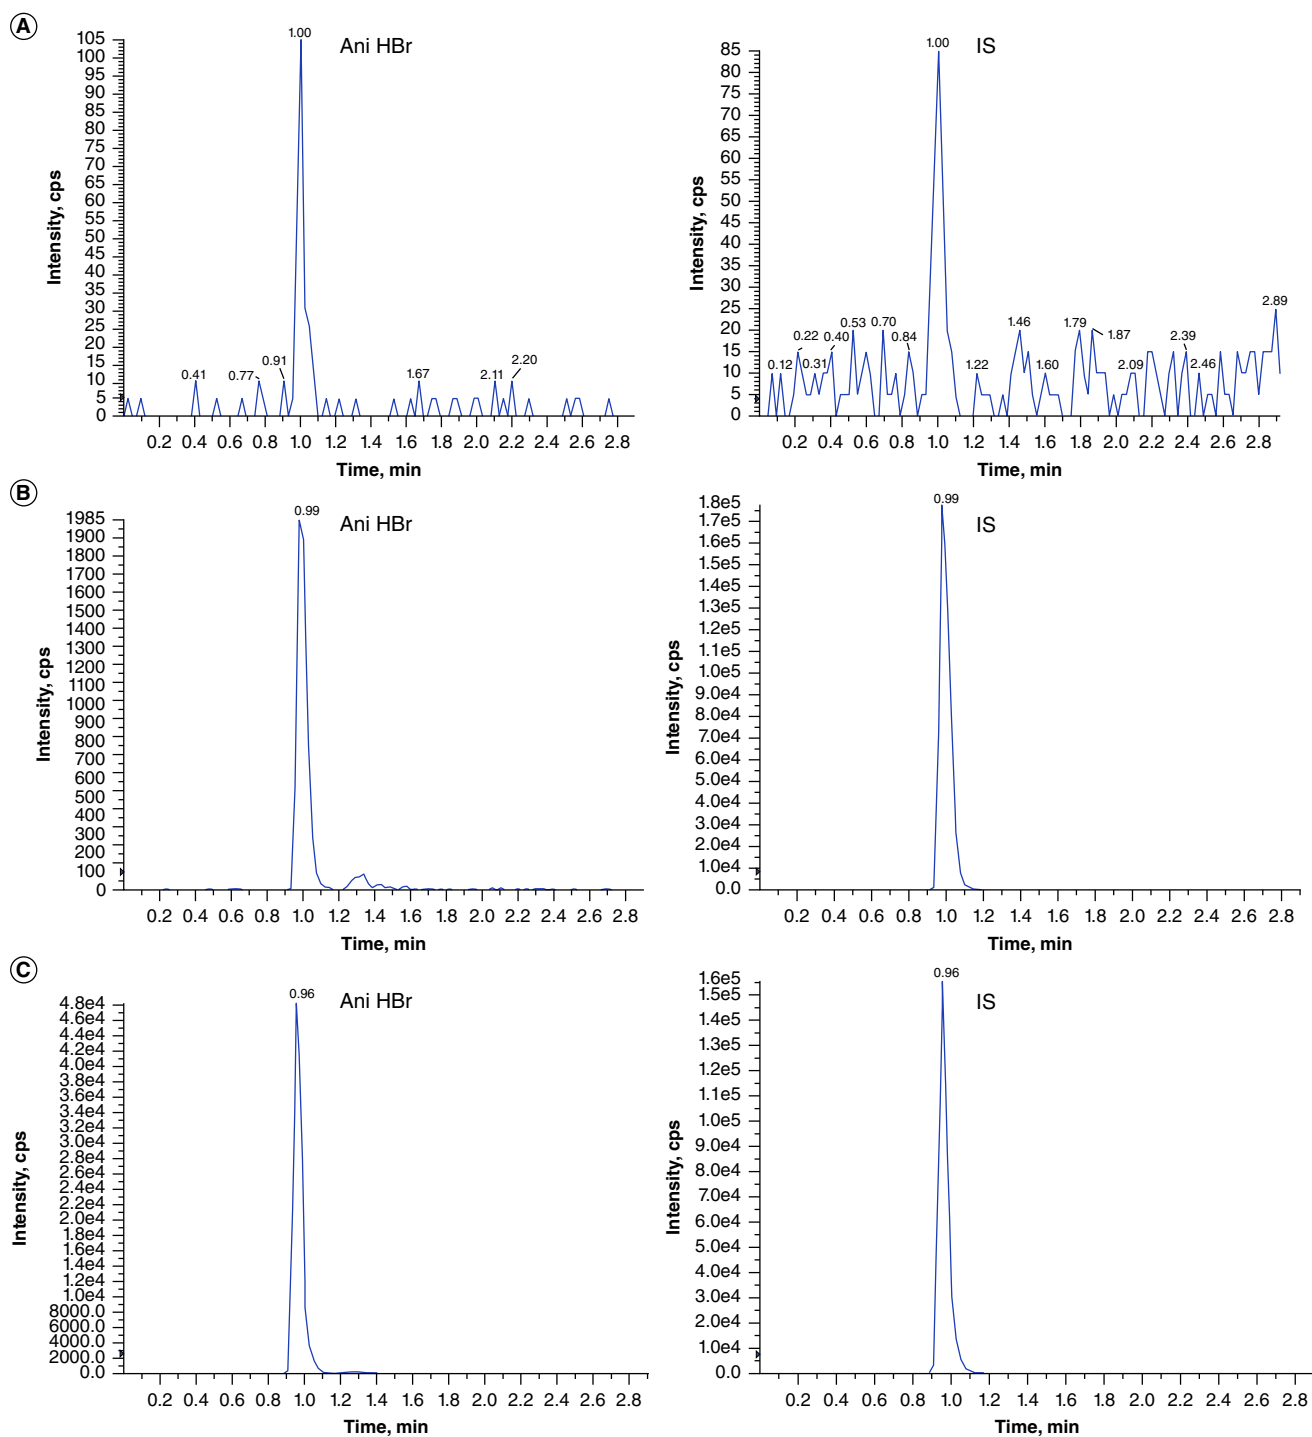 A
Ani HBr
1.00
105
100
95
90
85
80
75
70
65
60
55
50
45
40
35
30
25
20
15
10
5
0
Intensity, cps
0.41
0.77
0.91
1.67
2.11
2.20
0.2 0.4 0.6 0.8 1.0 1.2 1.4 1.6 1.8 2.0 2.2 2.4 2.6 2.8
Time, min
IS
1.00
85
80
75
70
65
60
55
50
45
40
35
30
25
20
15
10
5
0
Intensity, cps
0.12
0.22
0.31
0.40
0.53
0.70
0.84
1.22
1.46
1.60
1.79
1.87
2.09
2.39
2.46
2.89
0.2 0.4 0.6 0.8 1.0 1.2 1.4 1.6 1.8 2.0 2.2 2.4 2.6 2.8
Time, min
B
Ani HBr
0.99
1985
1900
1800
1700
1600
1500
1400
1300
1200
1100
1000
900
800
700
600
500
400
300
200
100
0
Intensity, cps
0.2 0.4 0.6 0.8 1.0 1.2 1.4 1.6 1.8 2.0 2.2 2.4 2.6 2.8
Time, min
IS
0.99
1.8e5
1.7e5
1.6e5
1.5e5
1.4e5
1.3e5
1.2e5
1.1e5
1.0e5
9.0e4
8.0e4
7.0e4
6.0e4
5.0e4
4.0e4
3.0e4
2.0e4
1.0e4
0.0
Intensity, cps
0.2 0.4 0.6 0.8 1.0 1.2 1.4 1.6 1.8 2.0 2.2 2.4 2.6 2.8
Time, min
C
Ani HBr
0.96
4.8e4
4.6e4
4.4e4
4.2e4
4.0e4
3.8e4
3.6e4
3.4e4
3.2e4
3.0e4
2.8e4
2.6e4
2.4e4
2.2e4
2.0e4
1.8e4
1.6e4
1.4e4
1.2e4
1.0e4
8000.0
6000.0
4000.0
2000.0
0.0
Intensity, cps
0.2 0.4 0.6 0.8 1.0 1.2 1.4 1.6 1.8 2.0 2.2 2.4 2.6 2.8
Time, min
IS
0.96
1.6e5
1.5e5
1.4e5
1.3e5
1.2e5
1.1e5
1.0e5
9.0e4
8.0e4
7.0e4
6.0e4
5.0e4
4.0e4
3.0e4
2.0e4
1.0e4
0.0
Intensity, cps
0.2 0.4 0.6 0.8 1.0 1.2 1.4 1.6 1.8 2.0 2.2 2.4 2.6 2.8
Time, min